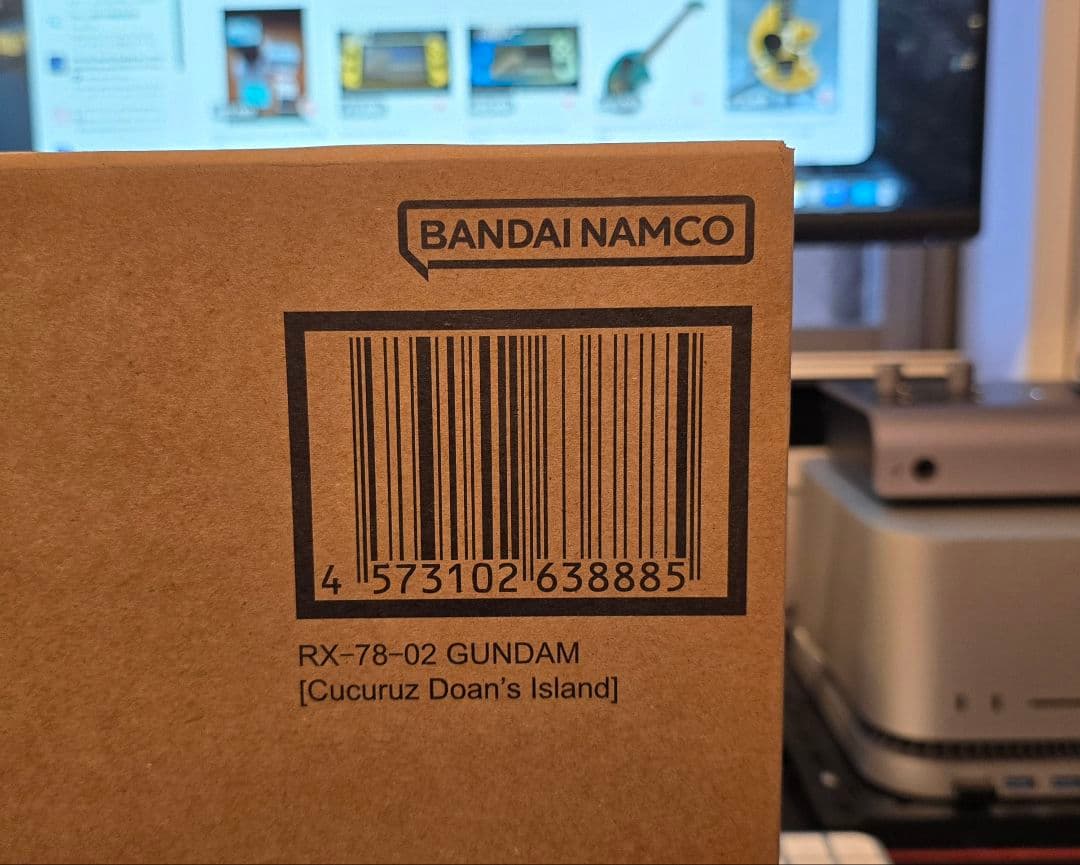 BANDAI NAMCO
4 573102 638885
RX-78-02 GUNDAM
[Cucuruz Doan's Island]